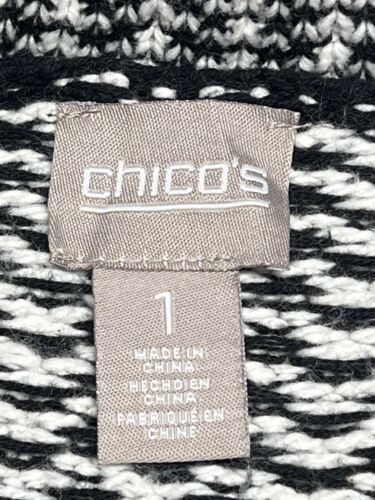 chico's
1
MADE IN
CHINA
HECHO EN
CHINA
FABRIQUE EN
CHINE